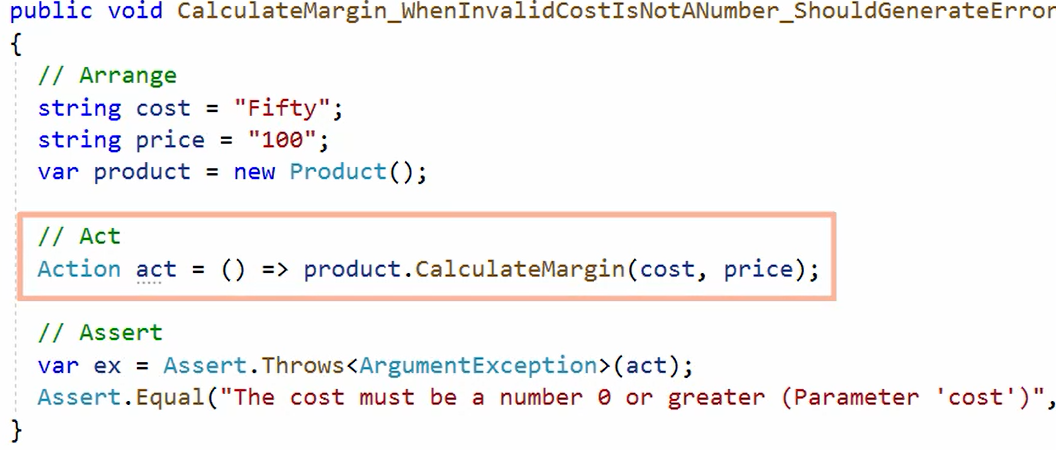 public void CalculateMargin_WhenInvalidCostIsNotANumber_ShouldGenerateError
{
// Arrange
string cost = "Fifty";
string price = "100";
var product = new Product();
// Act
Action act = () => product.CalculateMargin(cost, price);
// Assert
var ex = Assert.Throws<ArgumentException>(act);
Assert.Equal("The cost must be a number 0 or greater (Parameter 'cost')",
}